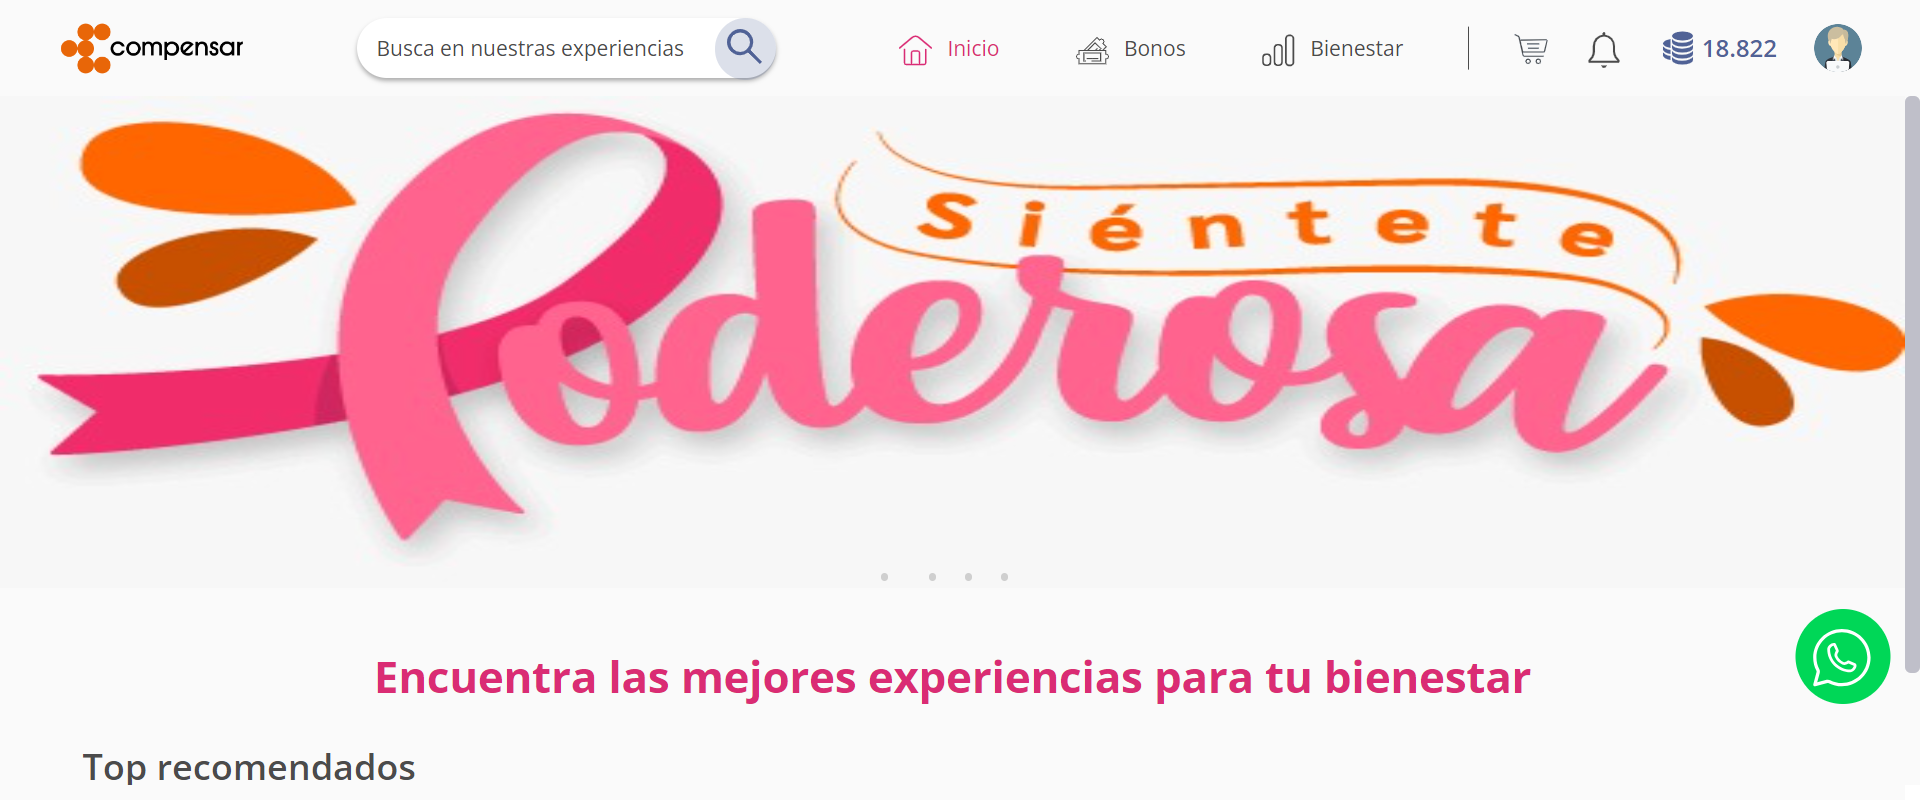 compensar
Busca en nuestras experiencias
Inicio
Bonos
Bienestar
18.822
Siéntete
Poderosa
Encuentra las mejores experiencias para tu bienestar
Top recomendados